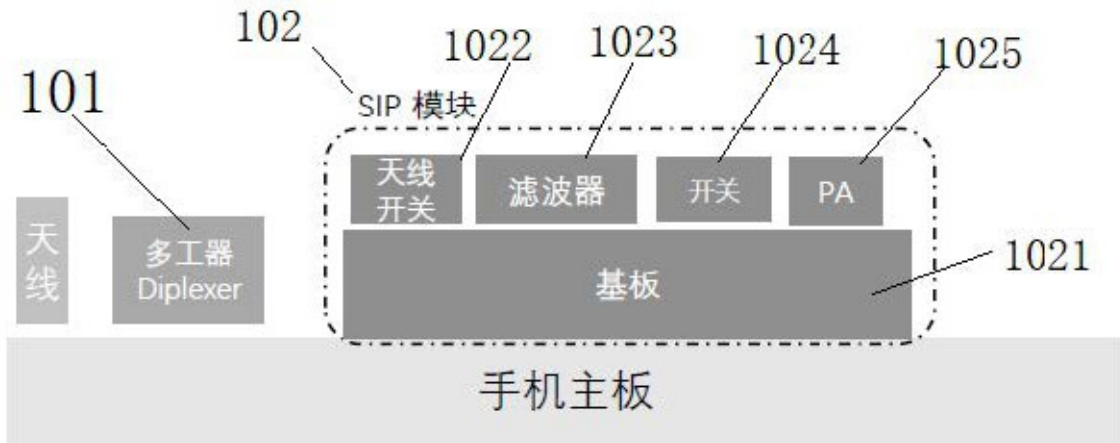 102
1022
1023
1024
1025
101
SIP 模块
天线
开关
滤波器
开关
PA
天
线
多工器
Diplexer
基板
1021
手机主板